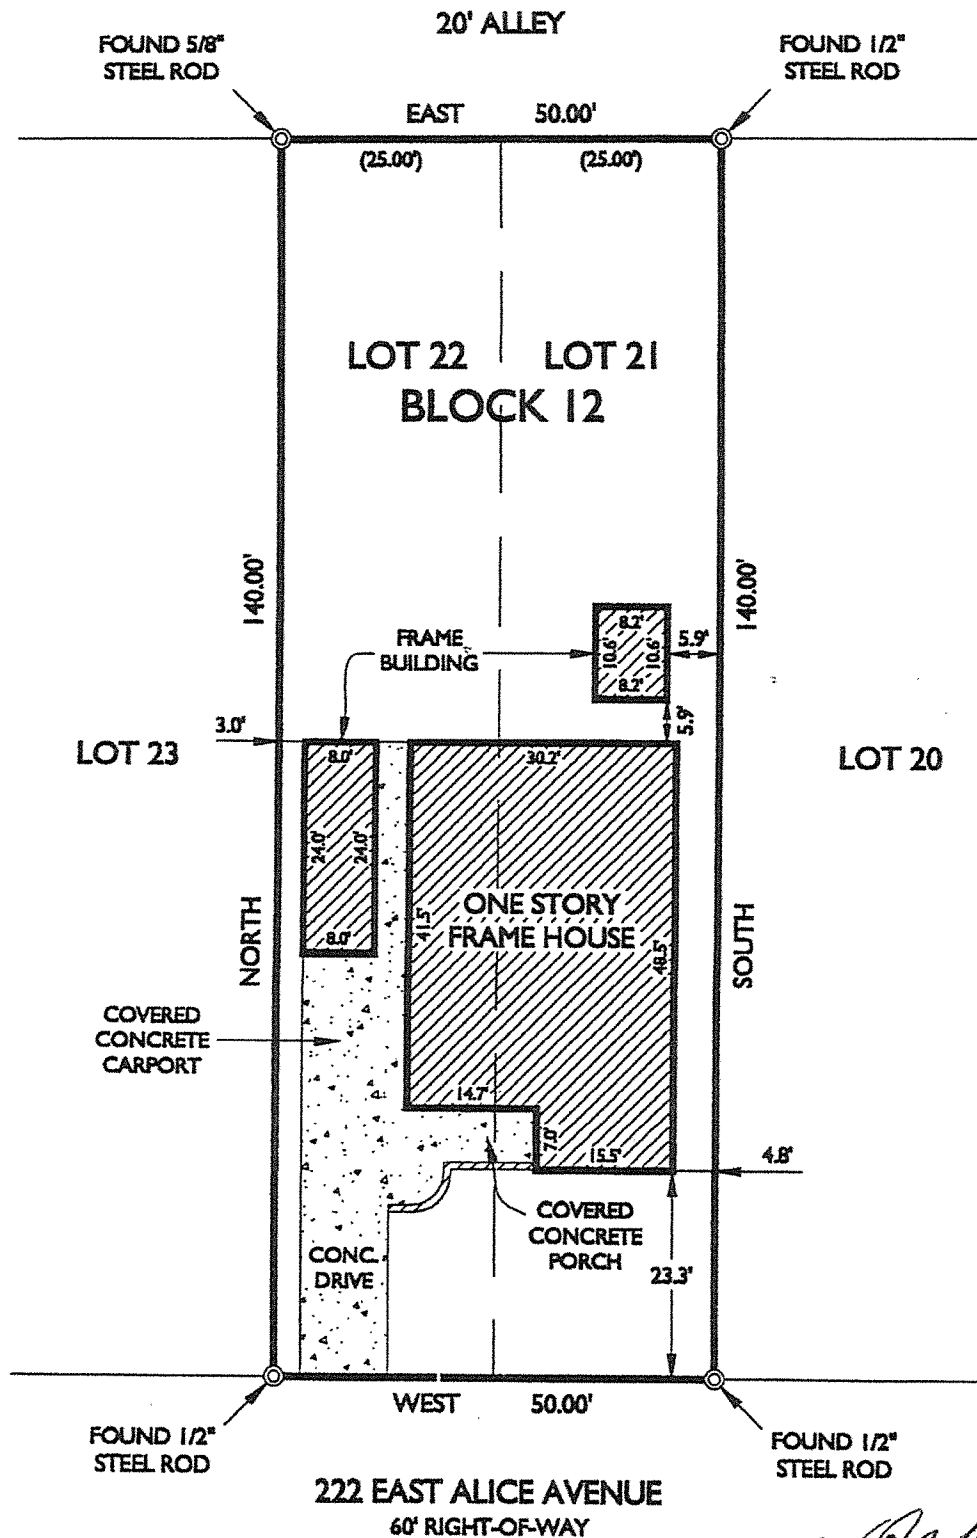 20' ALLEY
FOUND 5/8"
STEEL ROD
FOUND 1/2"
STEEL ROD
EAST 50.00'
(25.00') (25.00')
LOT 22 LOT 21
BLOCK 12
140.00'
140.00'
FRAME
BUILDING
8.2'
10.6'
10.6'
8.2'
5.9'
5.9'
3.0'
LOT 23
LOT 20
8.0'
24.0'
24.0'
8.0'
30.2'
41.5'
ONE STORY
FRAME HOUSE
48.5'
NORTH
SOUTH
COVERED
CONCRETE
CARPORT
14.7'
7.0'
15.5'
4.8'
COVERED
CONCRETE
PORCH
CONC.
DRIVE
23.3'
WEST 50.00'
FOUND 1/2"
STEEL ROD
FOUND 1/2"
STEEL ROD
222 EAST ALICE AVENUE
60' RIGHT-OF-WAY